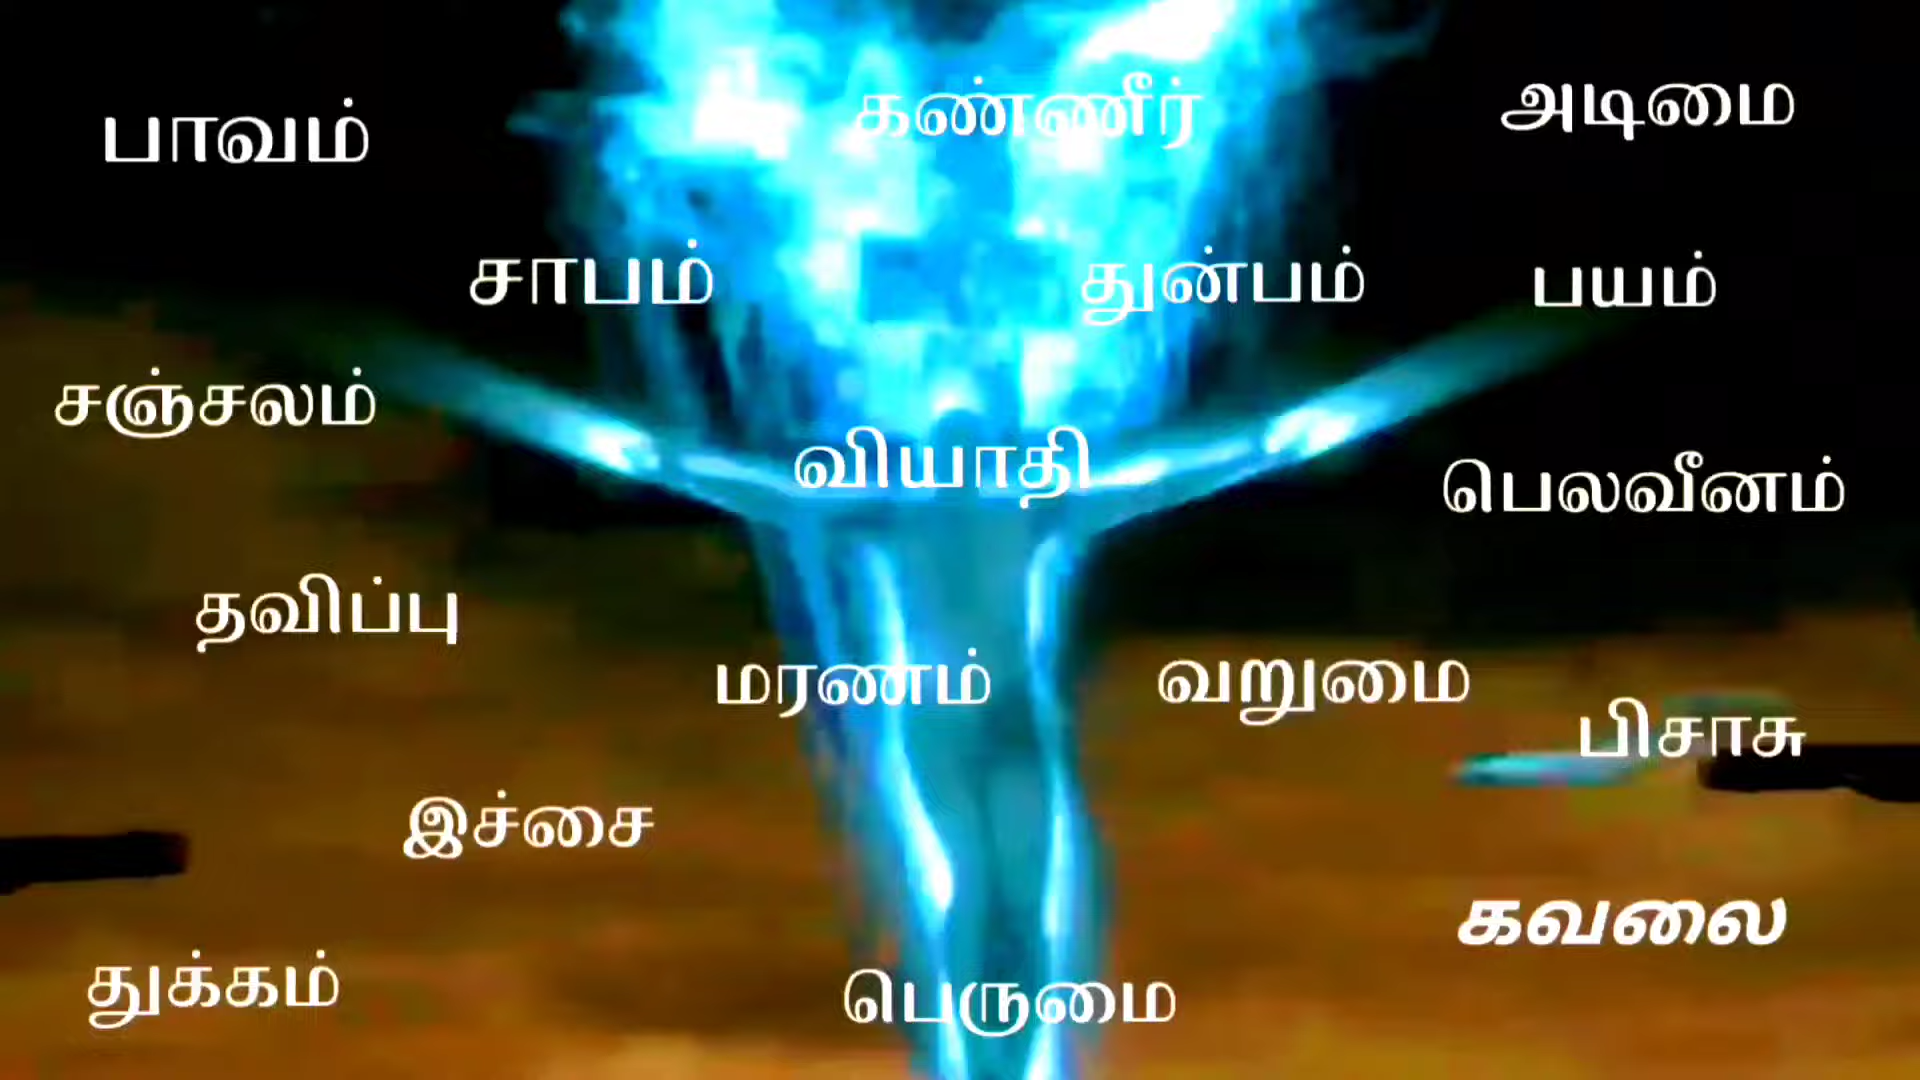 பாவம்
கண்ணீர்
அடிமை
சாபம்
துன்பம்
பயம்
சஞ்சலம்
வியாதி
பெலவீனம்
தவிப்பு
மரணம்
வறுமை
பிசாசு
இச்சை
கவலை
துக்கம்
பெருமை